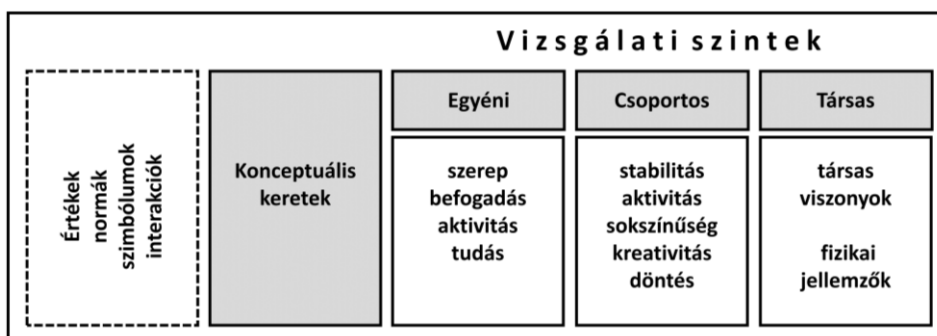 Vizsgálati szintek
Értékek
normák
szimbólumok
interakciók
Konceptuális
keretek
Egyéni
szerep
befogadás
aktivitás
tudás
Csoportos
stabilitás
aktivitás
sokszínűség
kreativitás
döntés
Társas
társas
viszonyok
fizikai
jellemzők